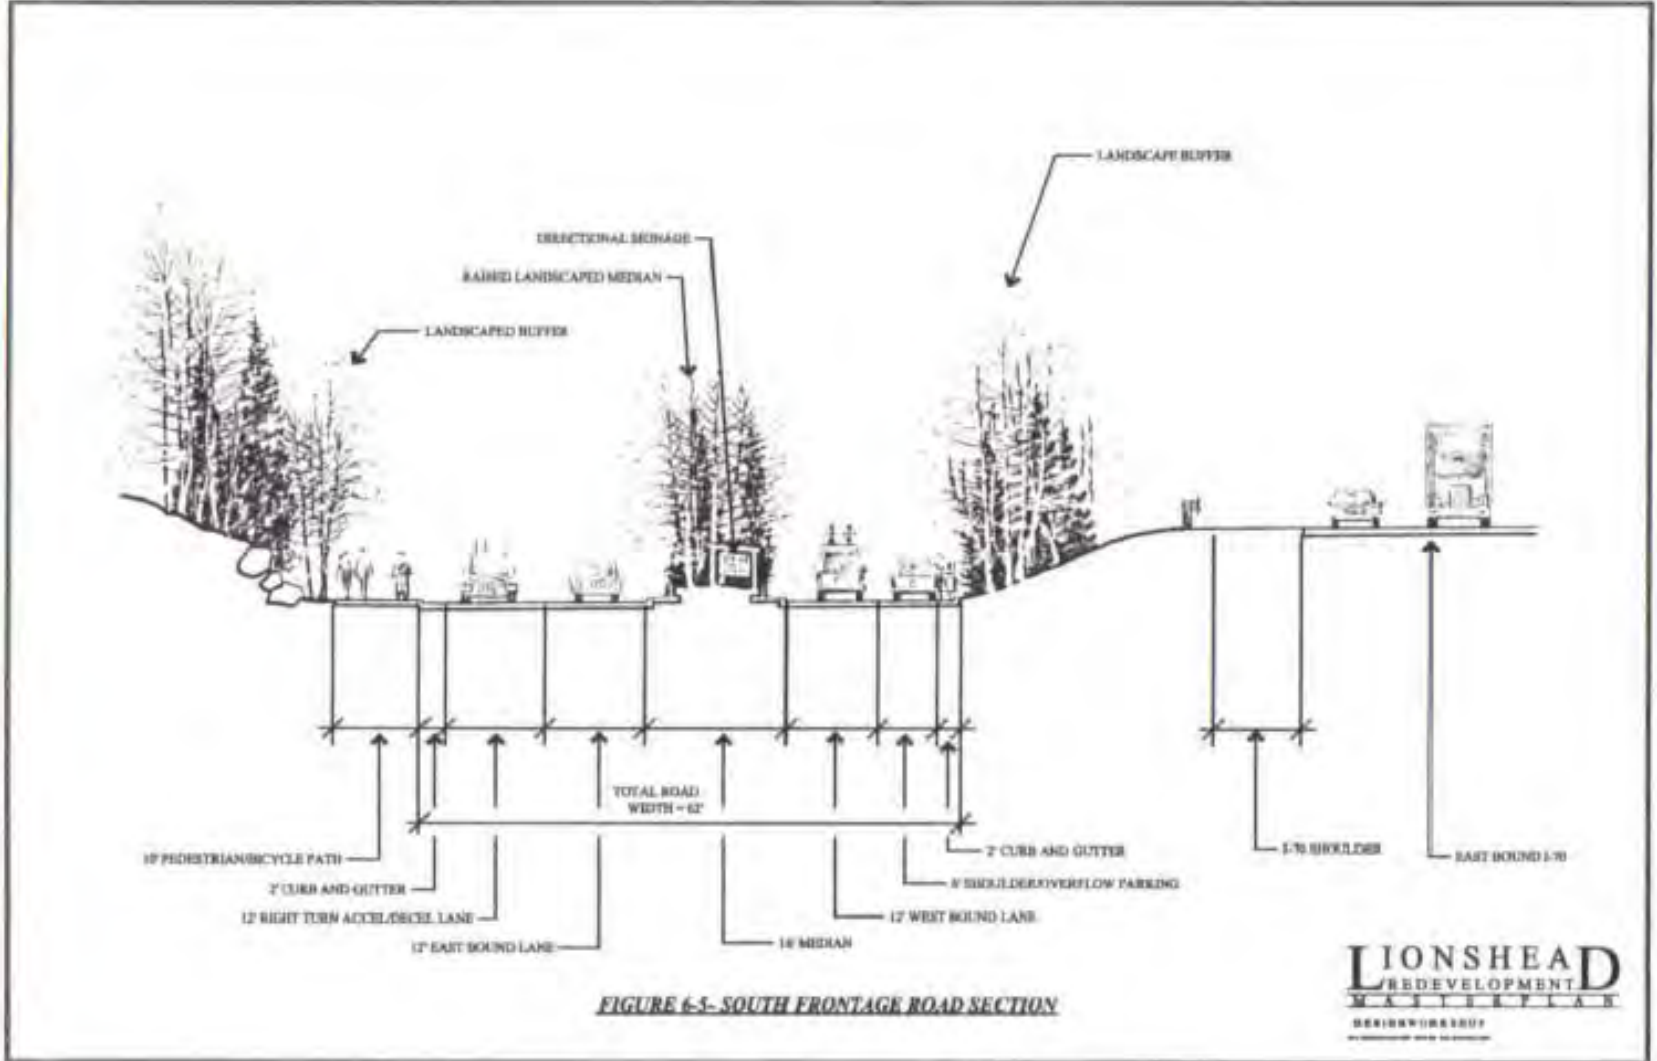 LANDSCAPE BUFFER
DIRECTIONAL SIGNAGE
RAISED LANDSCAPED MEDIAN
LANDSCAPED BUFFER
TOTAL ROAD
WIDTH = 62'
10' PEDESTRIAN/BICYCLE PATH
2' CURB AND GUTTER
12' RIGHT TURN ACCEL/DECEL LANE
12' EAST BOUND LANE
16' MEDIAN
12' WEST BOUND LANE
SHOULDER/OVERFLOW PARKING
2' CURB AND GUTTER
I-70 SHOULDER
EAST BOUND I-70
FIGURE 6-5- SOUTH FRONTAGE ROAD SECTION
LIONSHEAD
REDEVELOPMENT
MASTERPLAN
DESIGNWORKSHOP